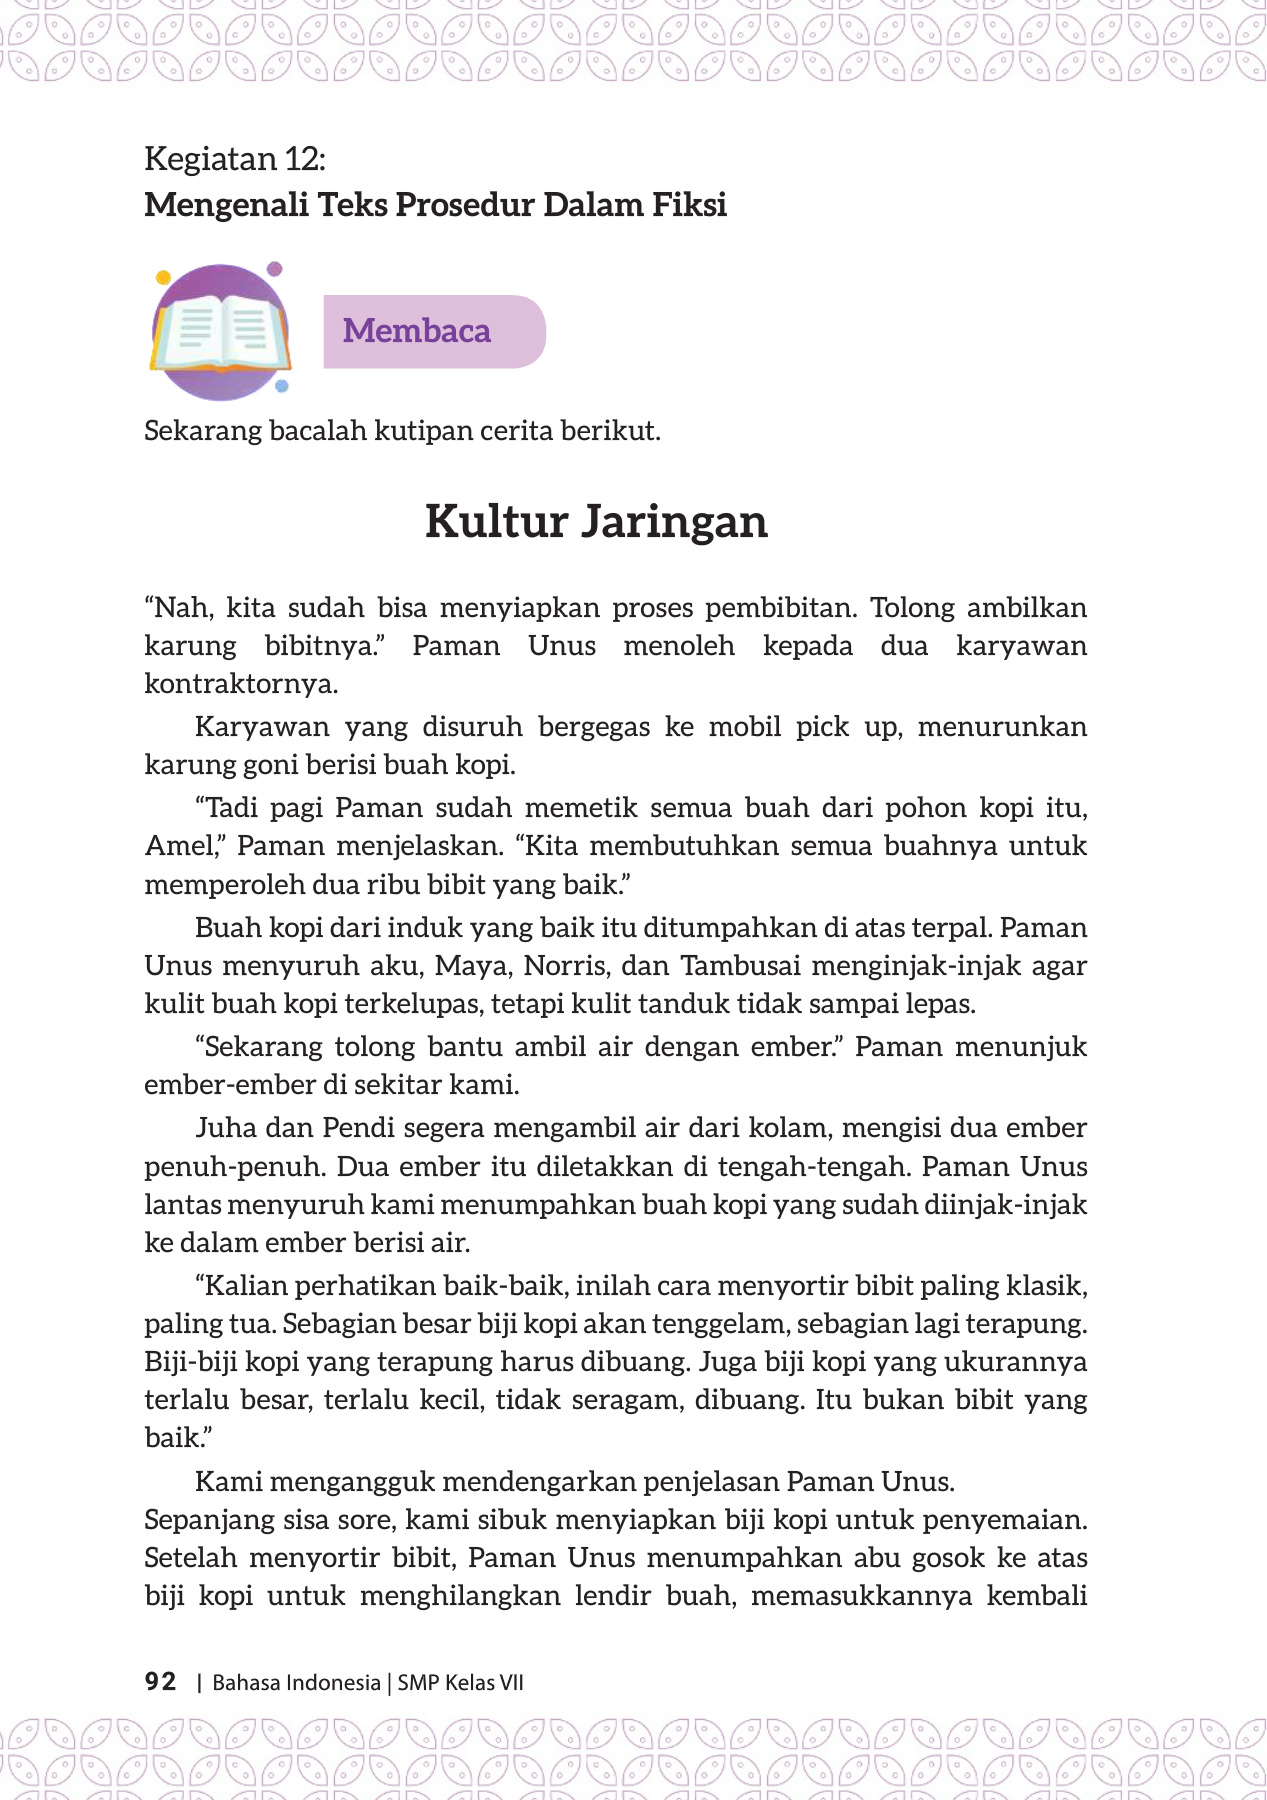 Kegiatan 12:
Mengenali Teks Prosedur Dalam Fiksi
Membaca
Sekarang bacalah kutipan cerita berikut.
Kultur Jaringan
“Nah, kita sudah bisa menyiapkan proses pembibitan. Tolong ambilkan
karung bibitnya.” Paman Unus menoleh kepada dua karyawan
kontraktornya.
Karyawan yang disuruh bergegas ke mobil pick up, menurunkan
karung goni berisi buah kopi.
“Tadi pagi Paman sudah memetik semua buah dari pohon kopi itu,
Amel,” Paman menjelaskan. “Kita membutuhkan semua buahnya untuk
memperoleh dua ribu bibit yang baik.”
Buah kopi dari induk yang baik itu ditumpahkan di atas terpal. Paman
Unus menyuruh aku, Maya, Norris, dan Tambusai menginjak-injak agar
kulit buah kopi terkelupas, tetapi kulit tanduk tidak sampai lepas.
“Sekarang tolong bantu ambil air dengan ember.” Paman menunjuk
ember-ember di sekitar kami.
Juha dan Pendi segera mengambil air dari kolam, mengisi dua ember
penuh-penuh. Dua ember itu diletakkan di tengah-tengah. Paman Unus
lantas menyuruh kami menumpahkan buah kopi yang sudah diinjak-injak
ke dalam ember berisi air.
“Kalian perhatikan baik-baik, inilah cara menyortir bibit paling klasik,
paling tua. Sebagian besar biji kopi akan tenggelam, sebagian lagi terapung.
Biji-biji kopi yang terapung harus dibuang. Juga biji kopi yang ukurannya
terlalu besar, terlalu kecil, tidak seragam, dibuang. Itu bukan bibit yang
baik.”
Kami mengangguk mendengarkan penjelasan Paman Unus.
Sepanjang sisa sore, kami sibuk menyiapkan biji kopi untuk penyemaian.
Setelah menyortir bibit, Paman Unus menumpahkan abu gosok ke atas
biji kopi untuk menghilangkan lendir buah, memasukkannya kembali
92 | Bahasa Indonesia | SMP Kelas VII